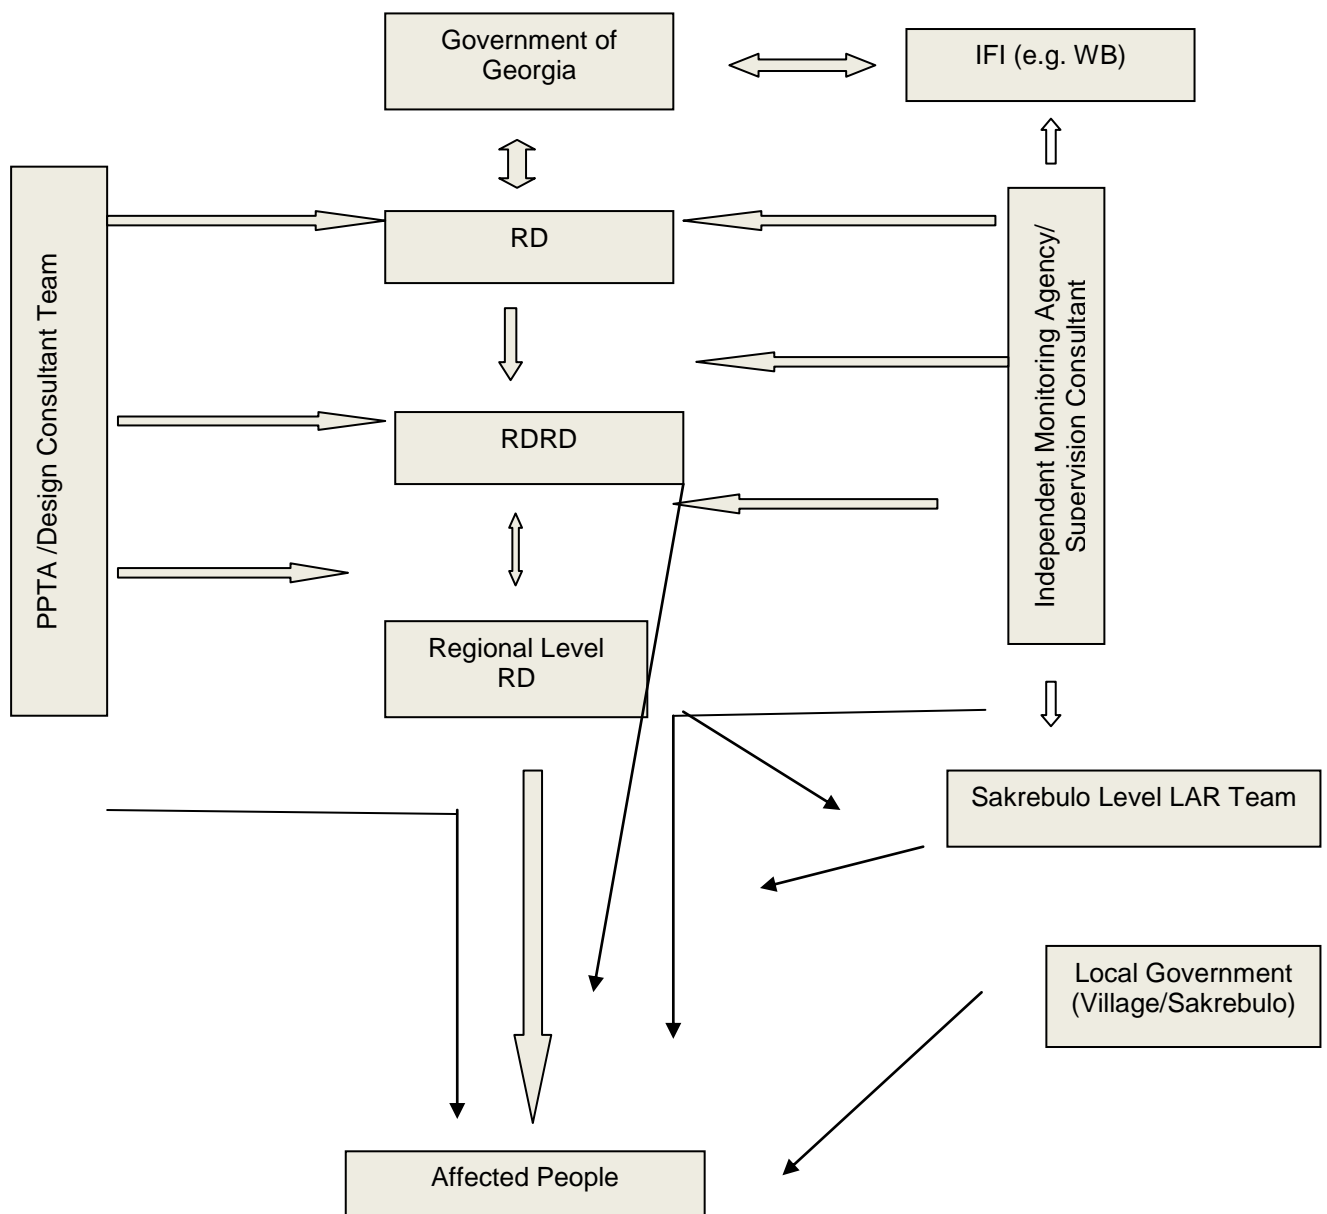 Government of
Georgia
IFI (e.g. WB)
RD
PPTA /Design Consultant Team
Independent Monitoring Agency/
Supervision Consultant
RDRD
Regional Level
RD
Sakrebulo Level LAR Team
Local Government
(Village/Sakrebulo)
Affected People